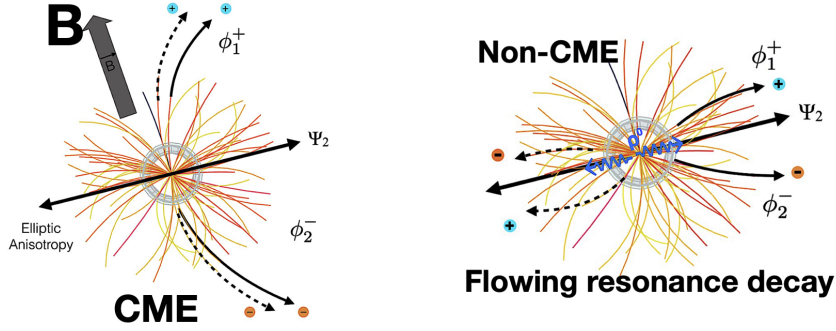 B
B
+
+
ϕ₁⁺
Ψ₂
Elliptic
Anisotropy
ϕ₂⁻
CME
−
−
Non-CME
ϕ₁⁺
+
Ψ₂
ρ⁰
−
−
+
ϕ₂⁻
Flowing resonance decay